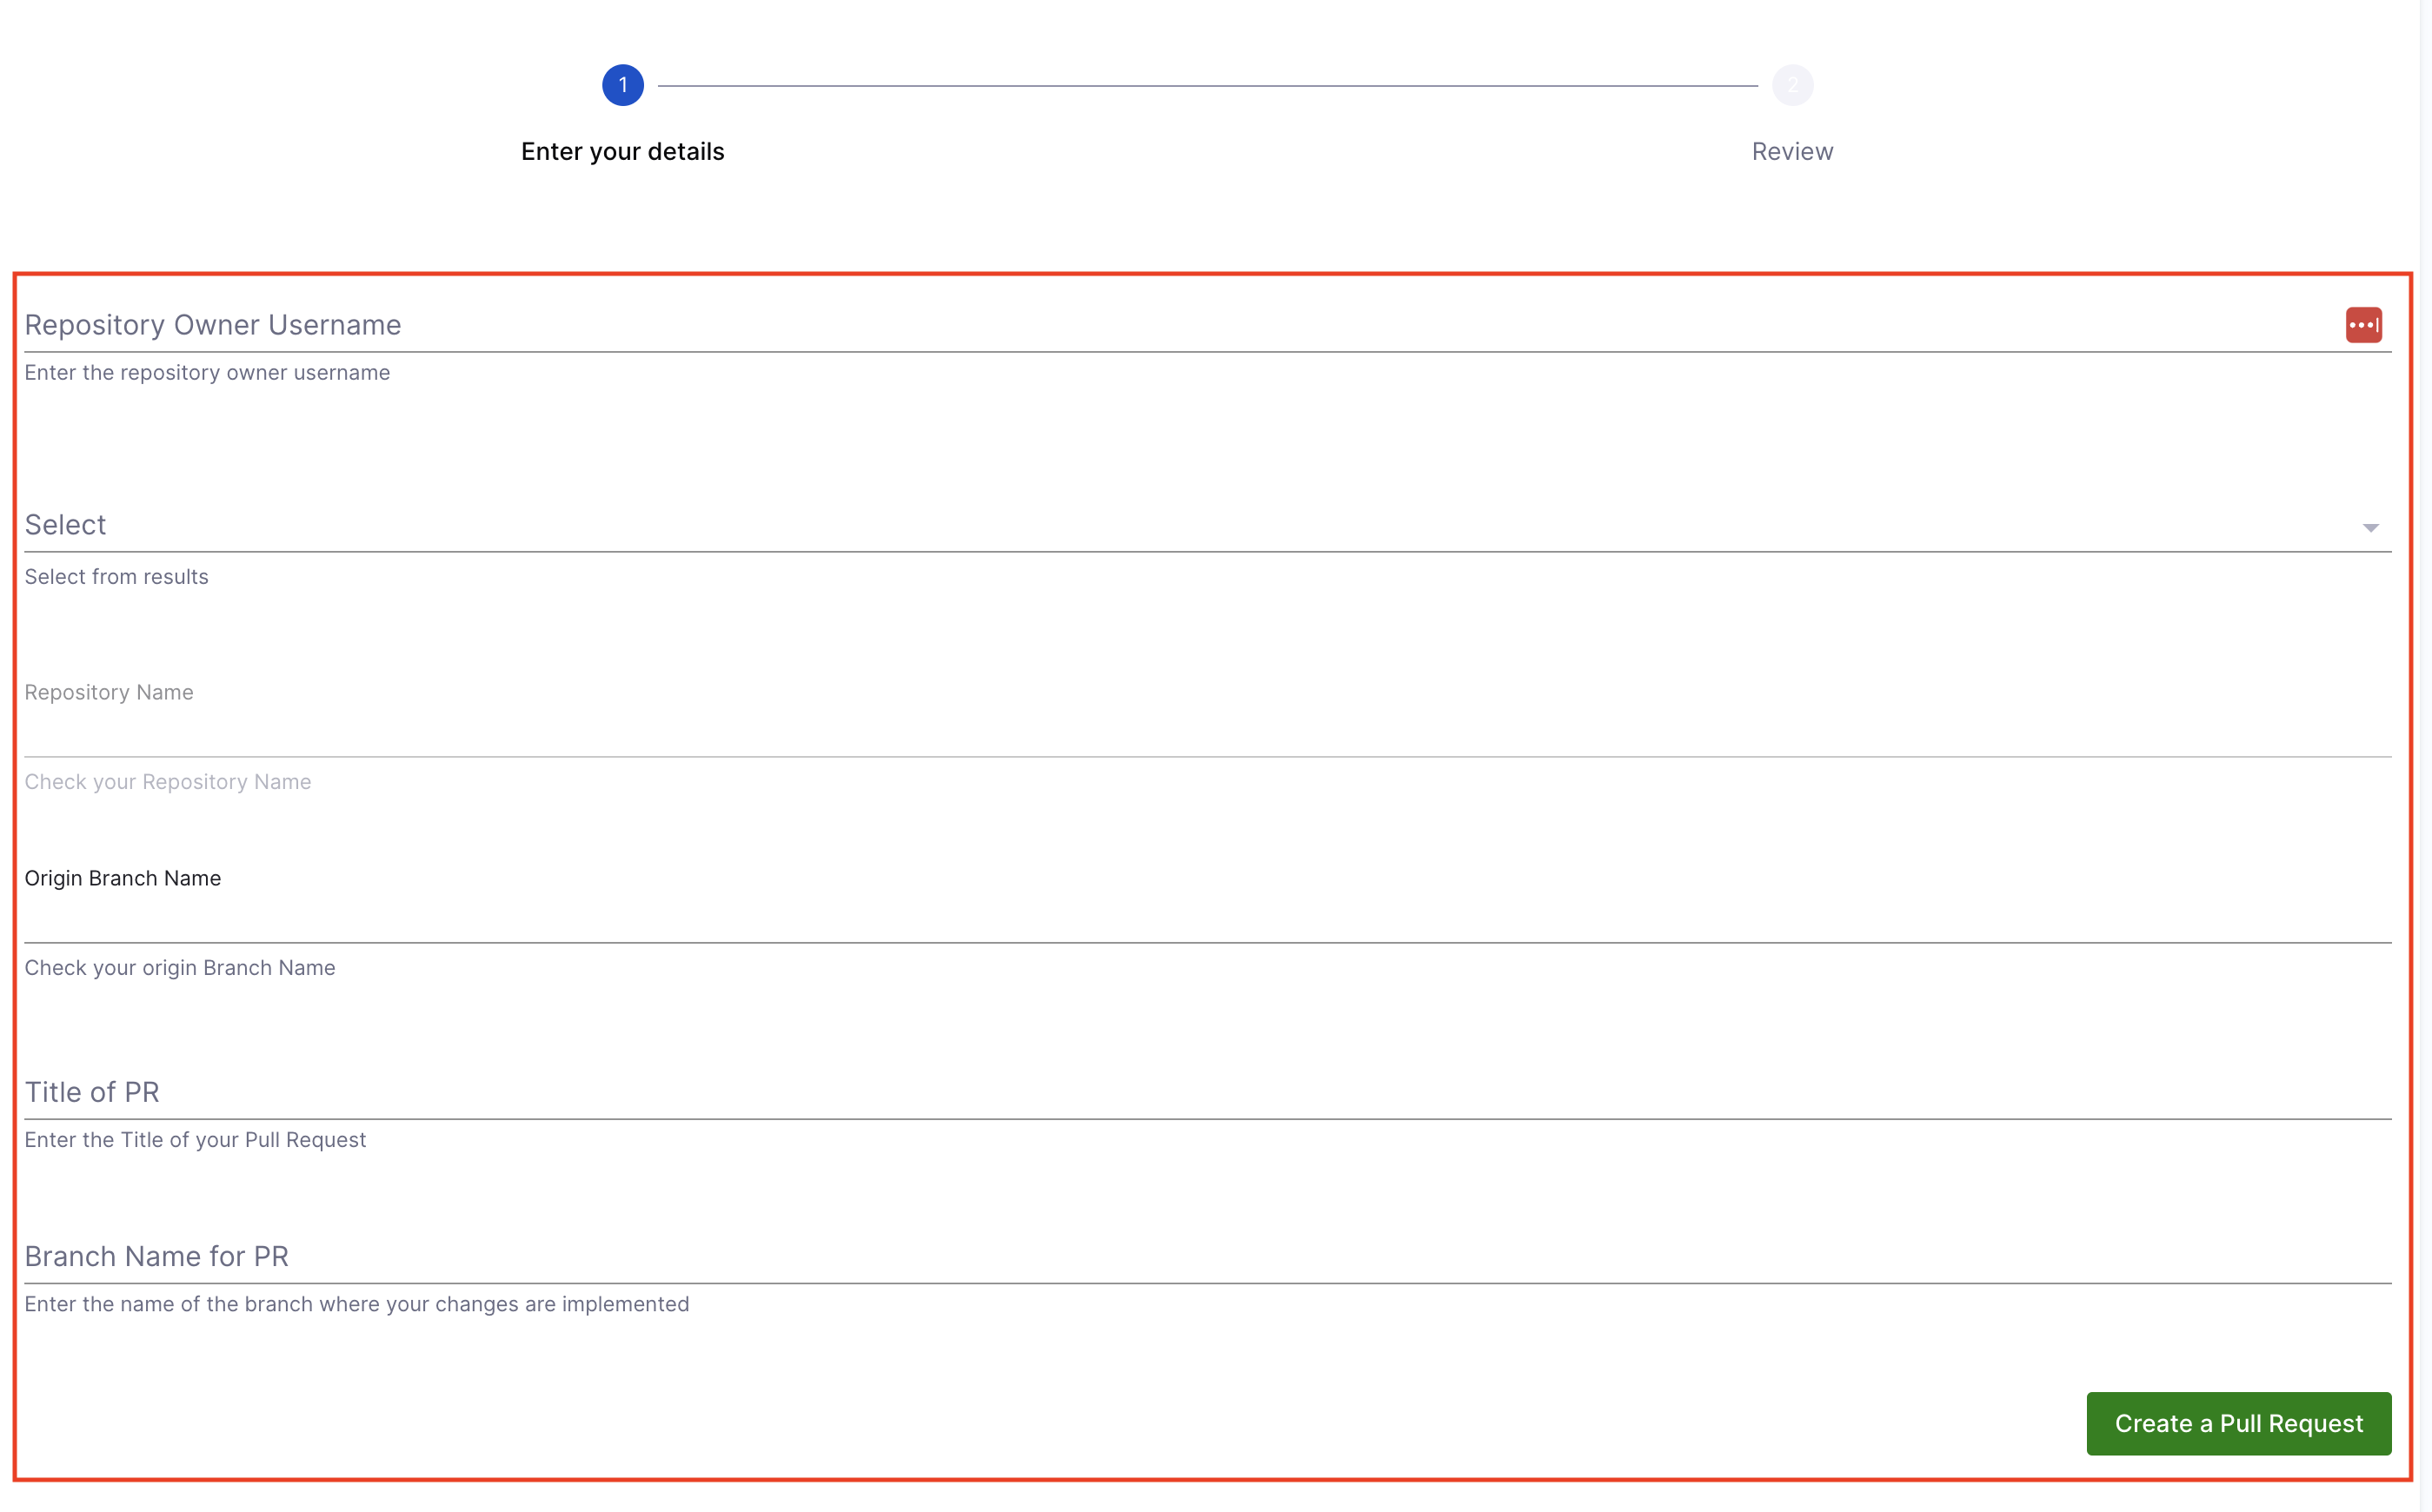 1
2
Enter your details
Review
Repository Owner Username
Enter the repository owner username
Select
Select from results
Repository Name
Check your Repository Name
Origin Branch Name
Check your origin Branch Name
Title of PR
Enter the Title of your Pull Request
Branch Name for PR
Enter the name of the branch where your changes are implemented
Create a Pull Request